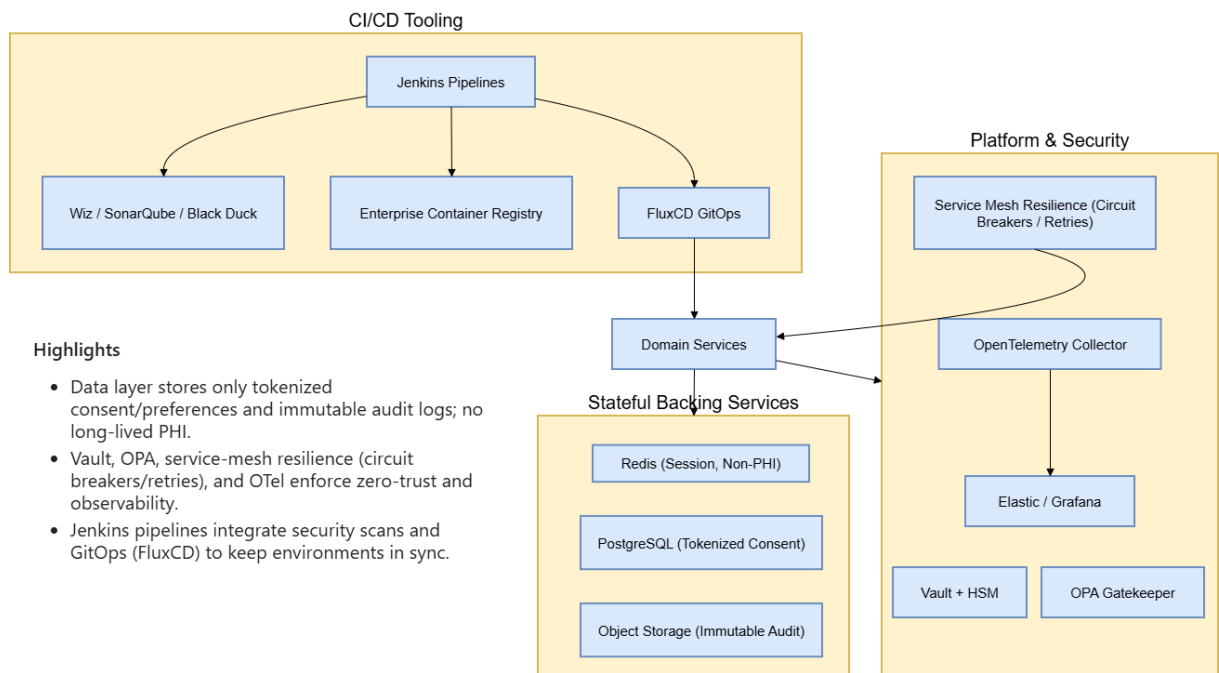 CI/CD Tooling
Jenkins Pipelines
Wiz / SonarQube / Black Duck
Enterprise Container Registry
FluxCD GitOps
Platform & Security
Service Mesh Resilience (Circuit
Breakers / Retries)
Domain Services
OpenTelemetry Collector
Highlights
• Data layer stores only tokenized
consent/preferences and immutable audit logs; no
long-lived PHI.
• Vault, OPA, service-mesh resilience (circuit
breakers/retries), and OTel enforce zero-trust and
observability.
• Jenkins pipelines integrate security scans and
GitOps (FluxCD) to keep environments in sync.
Stateful Backing Services
Redis (Session, Non-PHI)
PostgreSQL (Tokenized Consent)
Object Storage (Immutable Audit)
Elastic / Grafana
Vault + HSM
OPA Gatekeeper